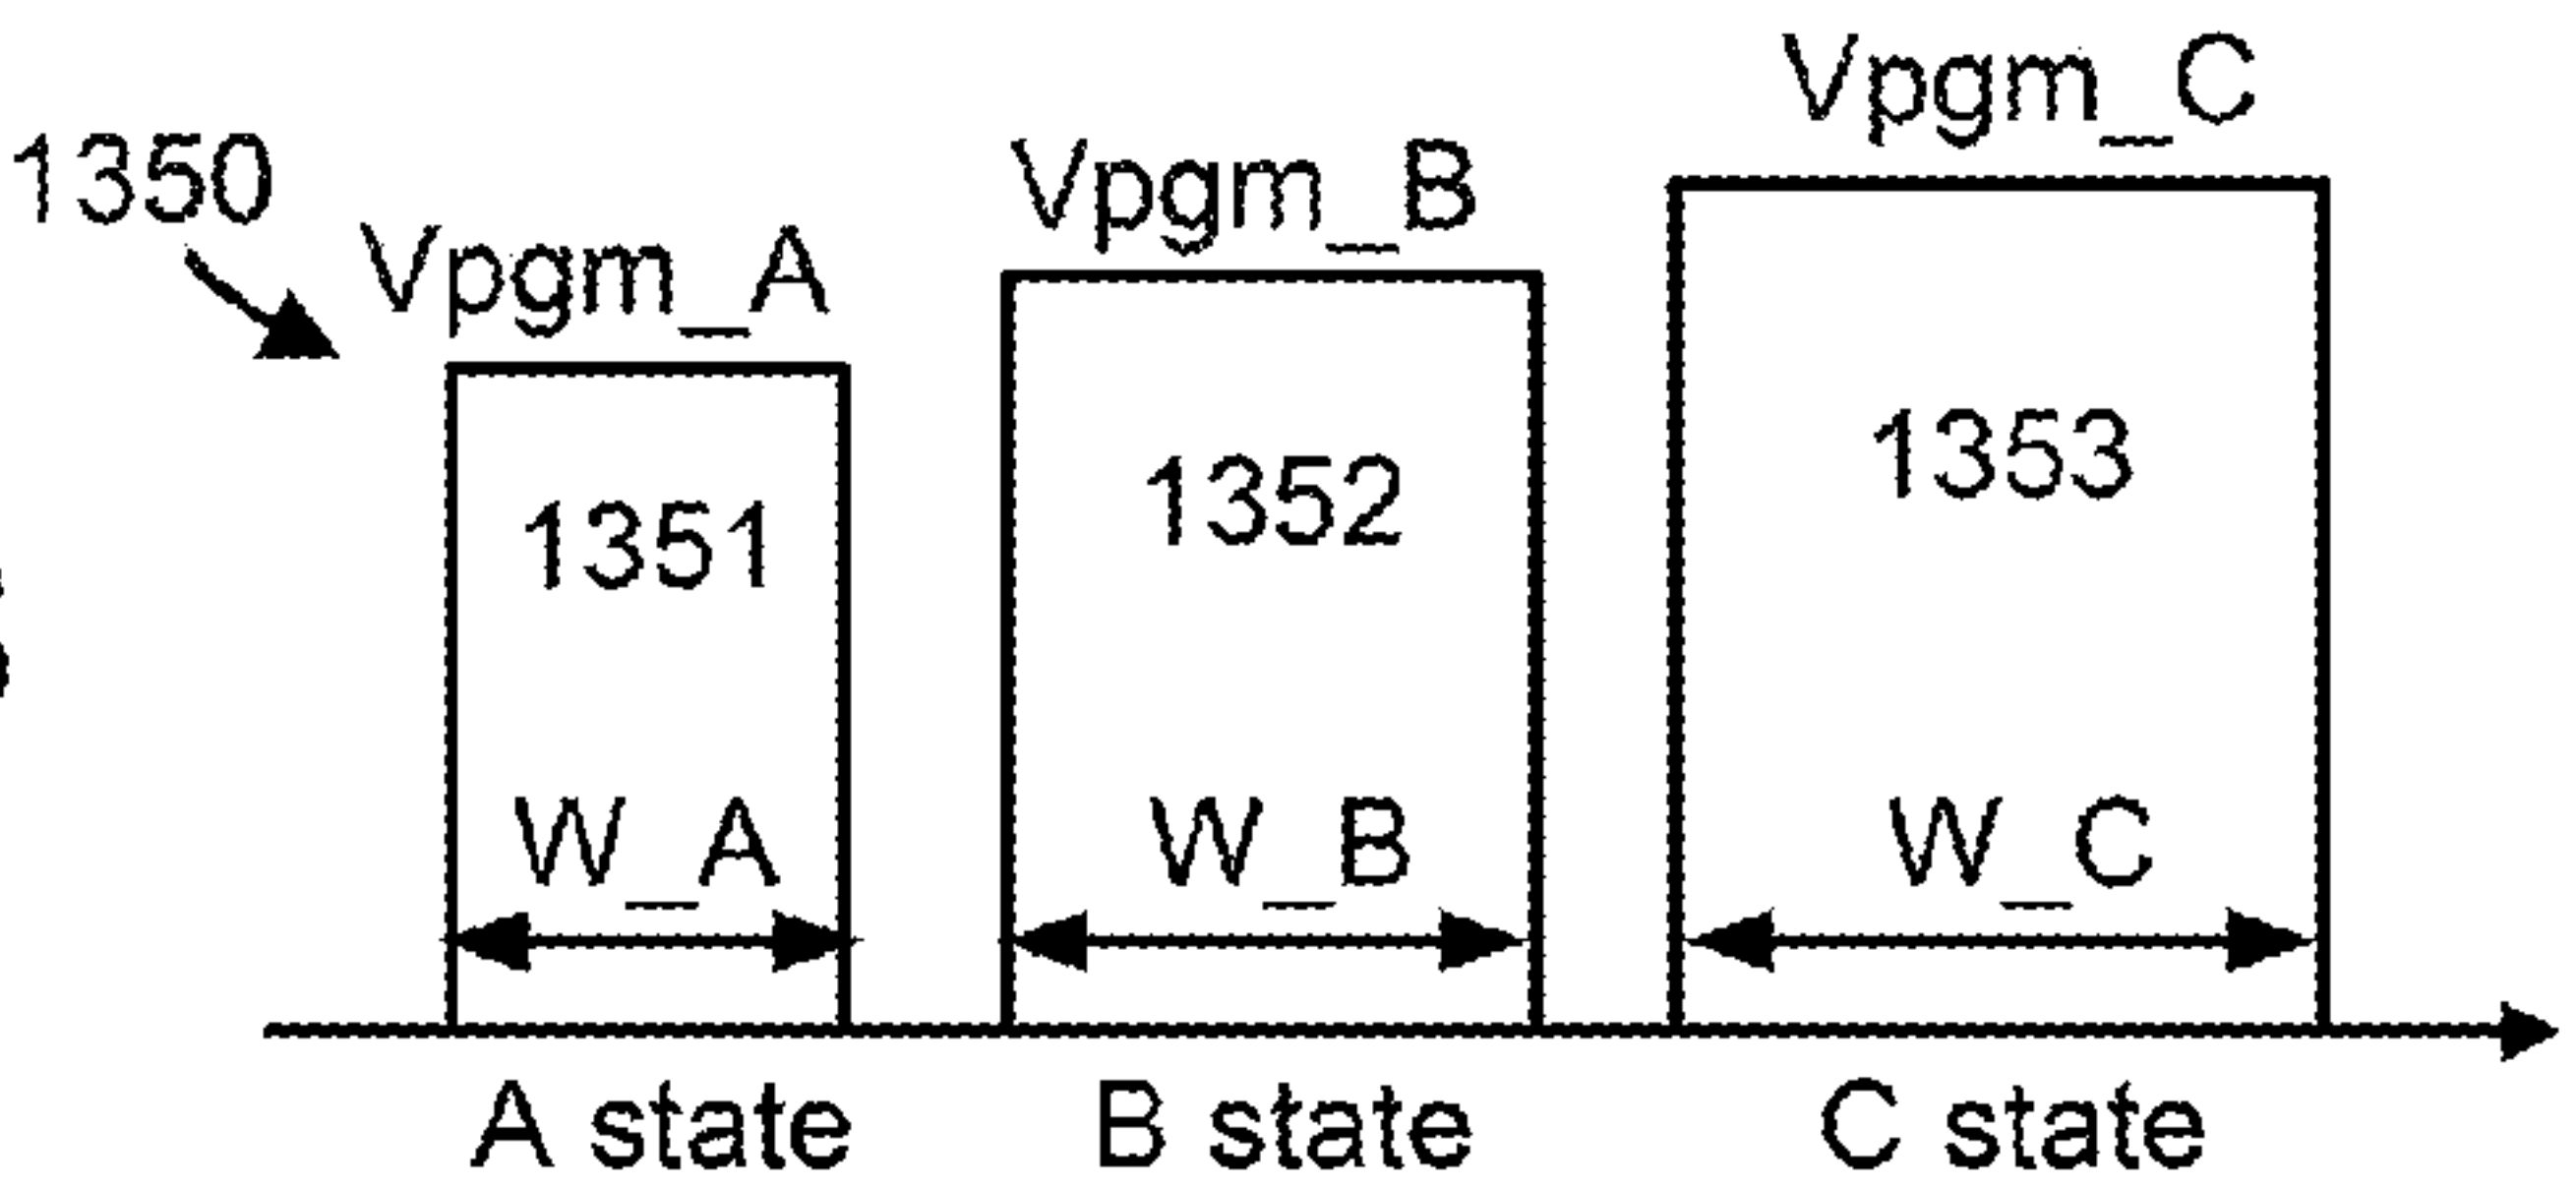 1350
Vpgm_A
Vpgm_B
Vpgm_C
1351
1352
1353
W_A
W_B
W_C
A state
B state
C state